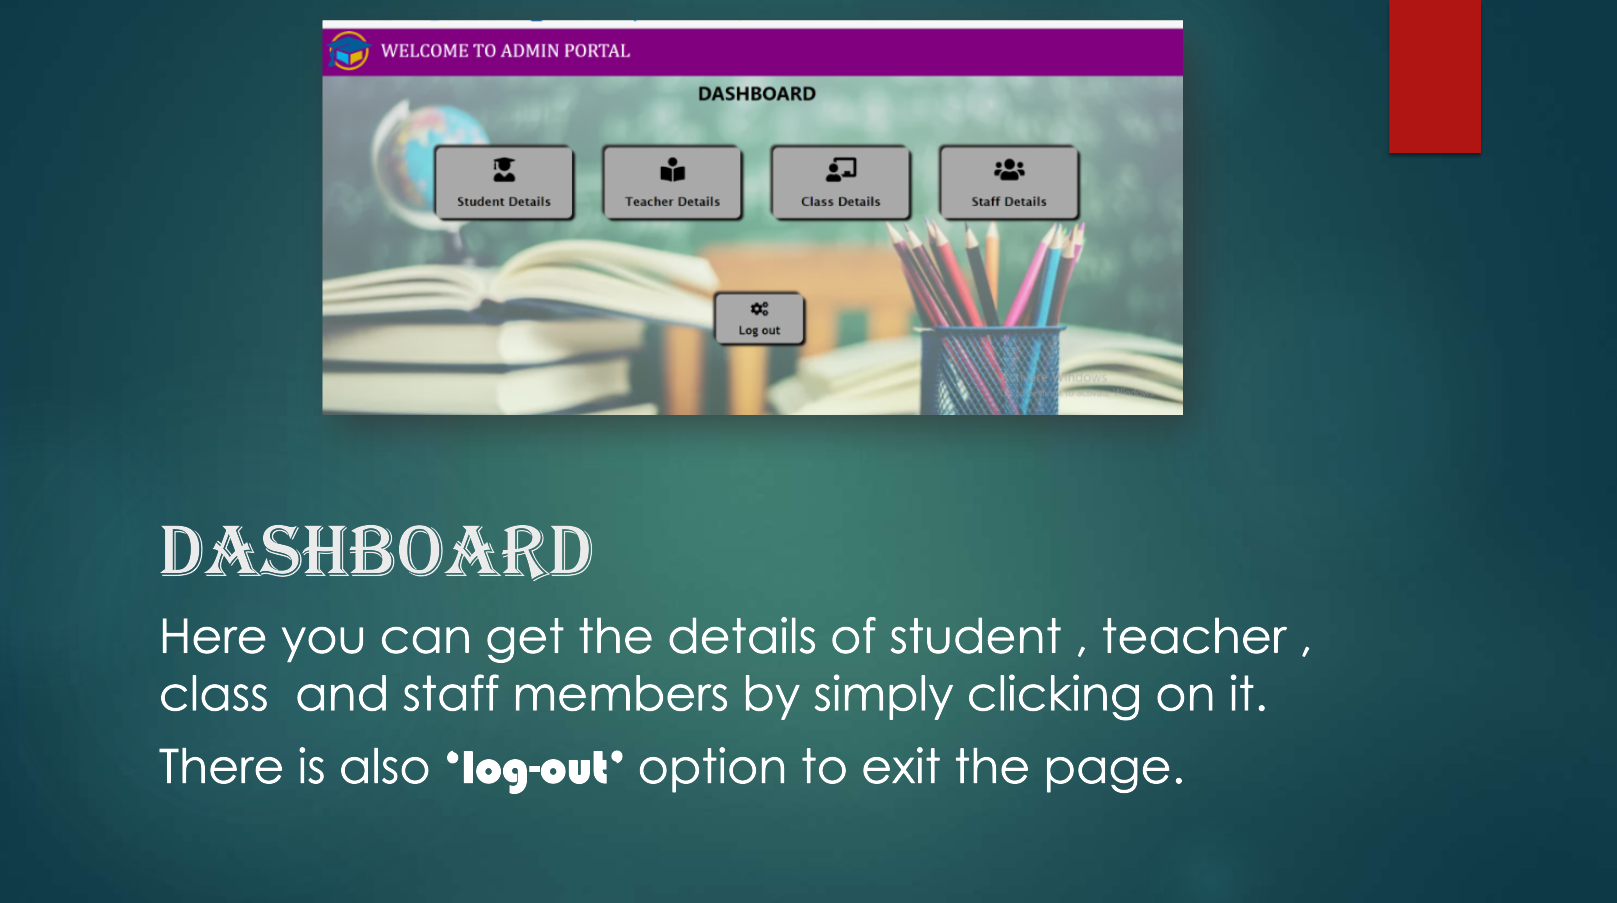 WELCOME TO ADMIN PORTAL
DASHBOARD
Student Details
Teacher Details
Class Details
Staff Details
Log out
DASHBOARD
Here you can get the details of student , teacher ,
class  and staff members by simply clicking on it.
There is also ‘log-out’ option to exit the page.